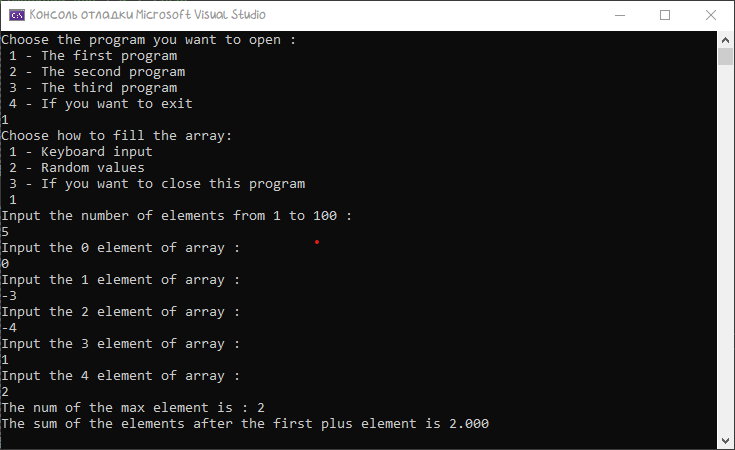 Консоль отладки Microsoft Visual Studio
Choose the program you want to open :
1 - The first program
2 - The second program
3 - The third program
4 - If you want to exit
1
Choose how to fill the array:
1 - Keyboard input
2 - Random values
3 - If you want to close this program
1
Input the number of elements from 1 to 100 :
5
Input the 0 element of array :
0
Input the 1 element of array :
-3
Input the 2 element of array :
-4
Input the 3 element of array :
1
Input the 4 element of array :
2
The num of the max element is : 2
The sum of the elements after the first plus element is 2.000